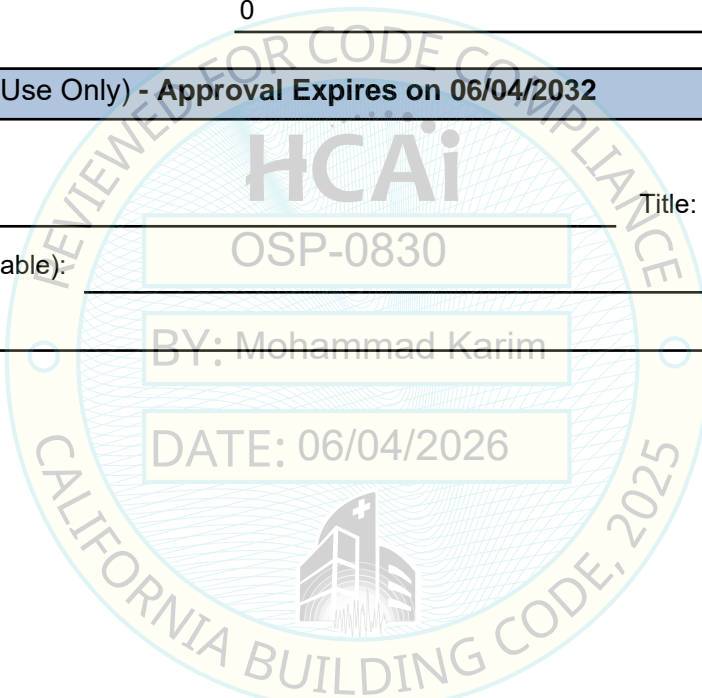 0
Use Only) - Approval Expires on 06/04/2032
REVIEWED FOR CODE COMPLIANCE
HCAi
Title:
OSP-0830
able):
BY: Mohammad Karim
DATE: 06/04/2026
CALIFORNIA BUILDING CODE, 2025